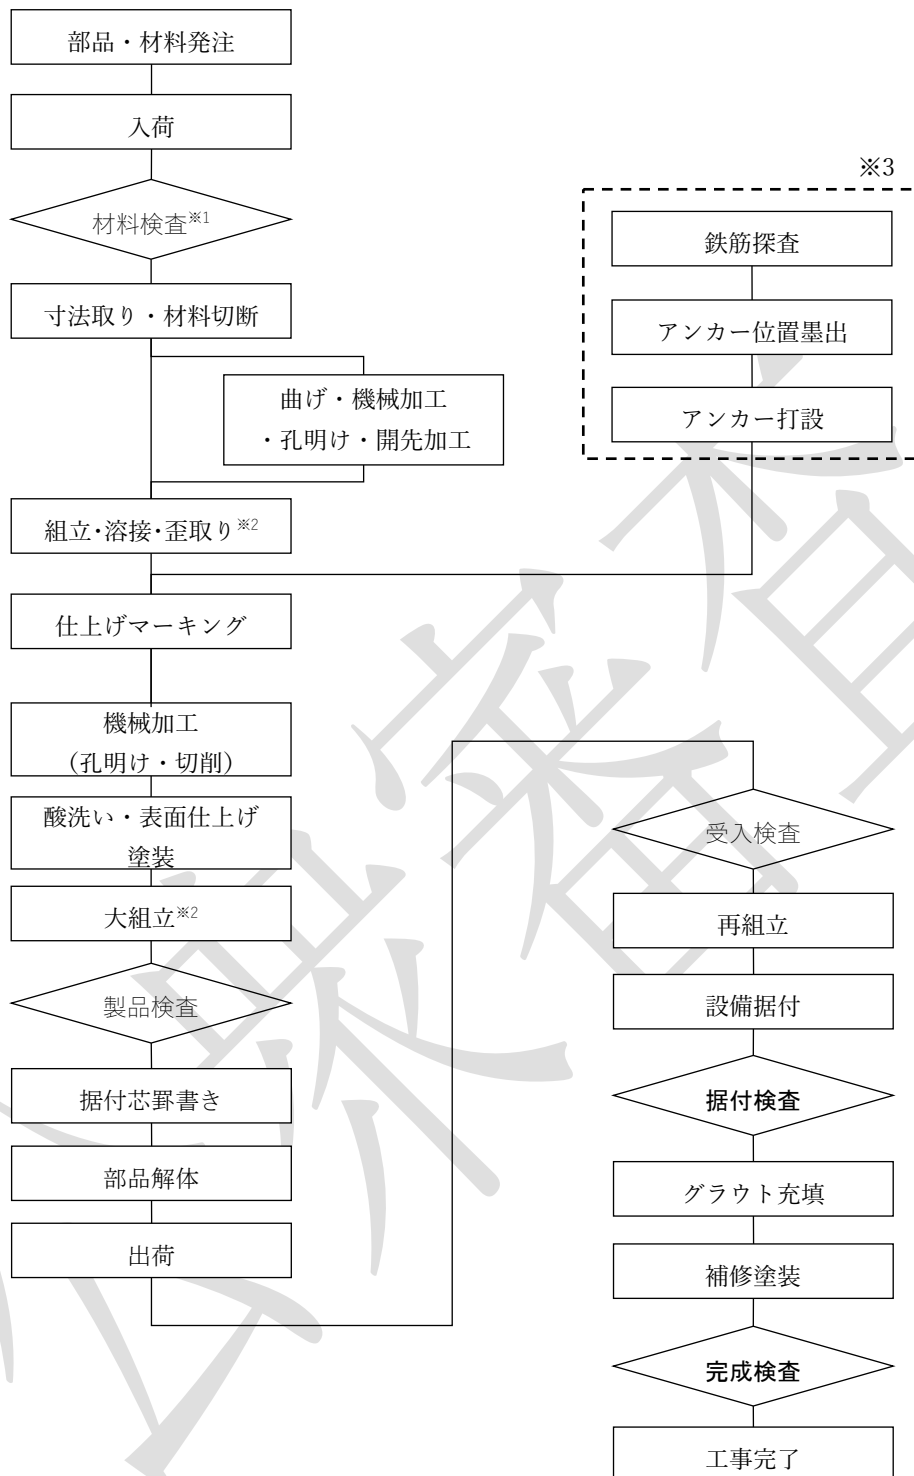 部品・材料発注
入荷
材料検査※1
寸法取り・材料切断
曲げ・機械加工
・孔明け・開先加工
組立・溶接・歪取り※2
※3
鉄筋探査
アンカー位置墨出
アンカー打設
仕上げマーキング
機械加工
(孔明け・切削)
酸洗い・表面仕上げ
塗装
大組立※2
製品検査
据付芯罫書き
部品解体
出荷
受入検査
再組立
設備据付
据付検査
グラウト充填
補修塗装
完成検査
工事完了